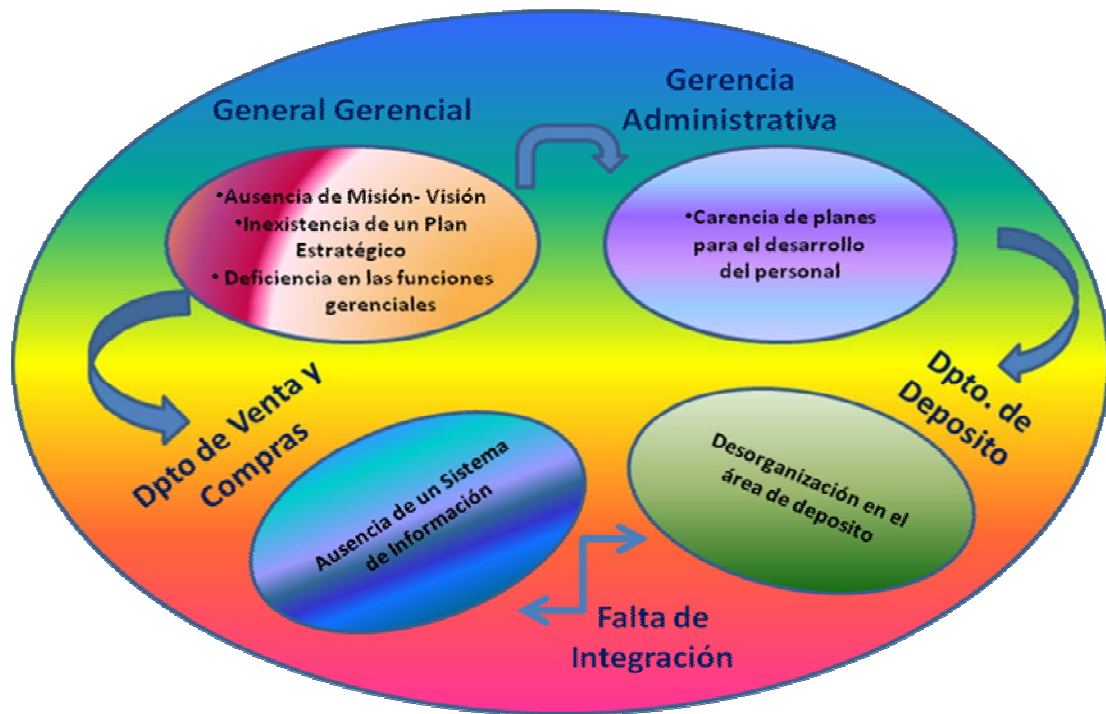 General Gerencial
•Ausencia de Misión- Visión
•Inexistencia de un Plan
Estratégico
• Deficiencia en las funciones
gerenciales
Gerencia
Administrativa
•Carencia de planes
para el desarrollo
del personal
Dpto de Venta y
Compras
Ausencia de un Sistema
de Información
Dpto. de
Deposito
Desorganización en el
área de deposito
Falta de
Integración